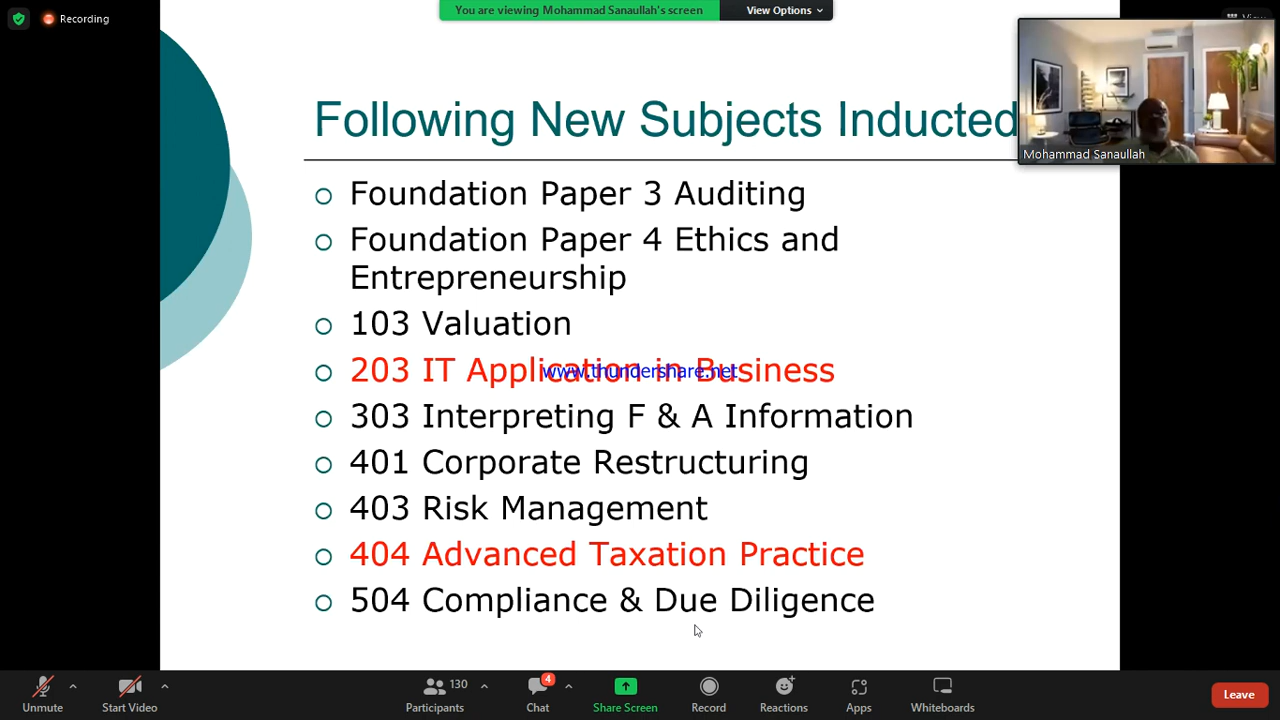 Recording
You are viewing Mohammad Sanaullah's screen
View Options
View
Mohammad Sanaullah
Following New Subjects Inducted
Foundation Paper 3 Auditing
Foundation Paper 4 Ethics and
Entrepreneurship
103 Valuation
203 IT Application in Business
www.thundershare.net
303 Interpreting F & A Information
401 Corporate Restructuring
403 Risk Management
404 Advanced Taxation Practice
504 Compliance & Due Diligence
Unmute
Start Video
130
Participants
4
Chat
Share Screen
Record
Reactions
Apps
Whiteboards
Leave